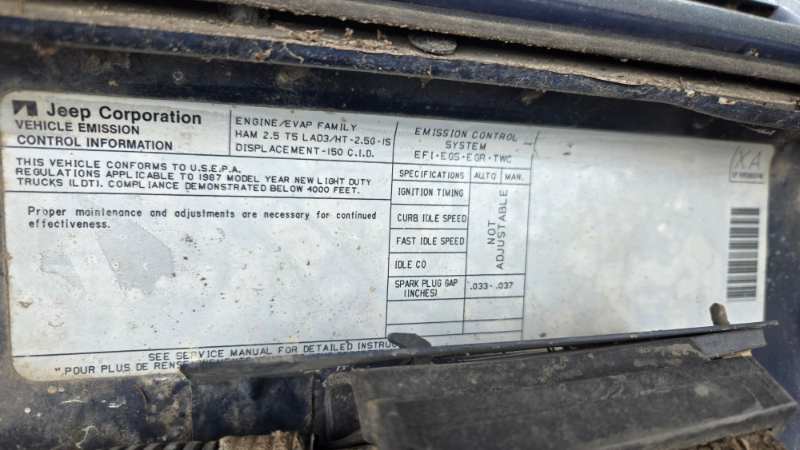 Jeep Corporation
VEHICLE EMISSION
CONTROL INFORMATION
ENGINE/EVAP FAMILY
HAM 2.5 T5 LAD3/HT-2.5G-1S
DISPLACEMENT-150 C.I.D.
THIS VEHICLE CONFORMS TO U.S.E.P.A.
REGULATIONS APPLICABLE TO 1987 MODEL YEAR NEW LIGHT DUTY
TRUCKS (LDT1). COMPLIANCE DEMONSTRATED BELOW 4000 FEET.
Proper maintenance and adjustments are necessary for continued
effectiveness.
EMISSION CONTROL
SYSTEM
EFI·EGS·EGR·TWC
SPECIFICATIONS AUTO MAN.
IGNITION TIMING
CURB IDLE SPEED
FAST IDLE SPEED
IDLE CO
NOT
ADJUSTABLE
SPARK PLUG GAP
(INCHES) .033-.037
XA
SEE SERVICE MANUAL FOR DETAILED
"POUR PLUS DE